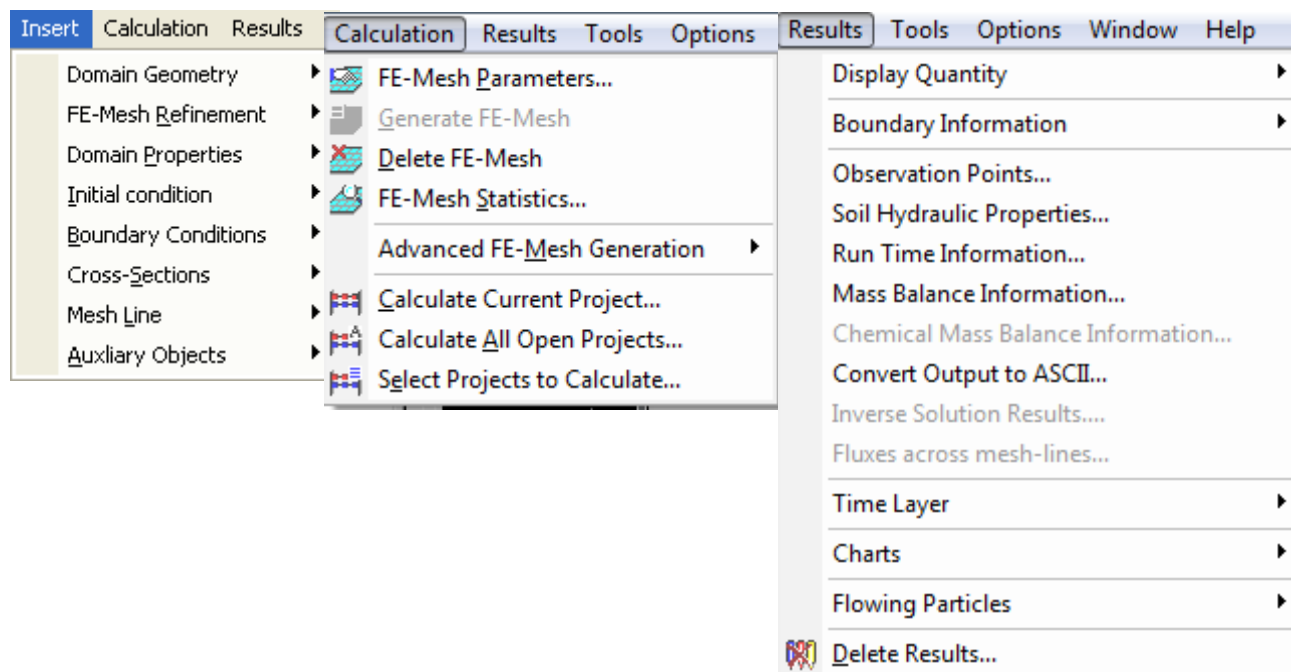 Insert Calculation Results
Domain Geometry
FE-Mesh Refinement
Domain Properties
Initial condition
Boundary Conditions
Cross-Sections
Mesh Line
Auxliary Objects
Calculation Results Tools Options
FE-Mesh Parameters...
Generate FE-Mesh
Delete FE-Mesh
FE-Mesh Statistics...
Advanced FE-Mesh Generation
Calculate Current Project...
Calculate All Open Projects...
Select Projects to Calculate...
Results Tools Options Window Help
Display Quantity
Boundary Information
Observation Points...
Soil Hydraulic Properties...
Run Time Information...
Mass Balance Information...
Chemical Mass Balance Information...
Convert Output to ASCII...
Inverse Solution Results....
Fluxes across mesh-lines...
Time Layer
Charts
Flowing Particles
Delete Results...